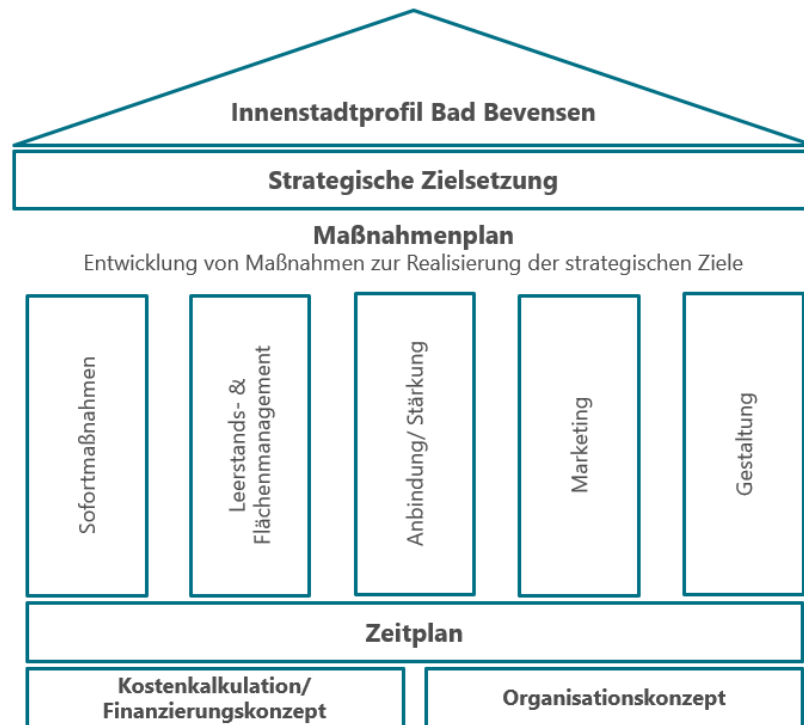 Innenstadtprofil Bad Bevensen
Strategische Zielsetzung
Maßnahmenplan
Entwicklung von Maßnahmen zur Realisierung der strategischen Ziele
Sofortmaßnahmen
Leerstands- &
Flächenmanagement
Anbindung/ Stärkung
Marketing
Gestaltung
Zeitplan
Kostenkalkulation/
Finanzierungskonzept
Organisationskonzept